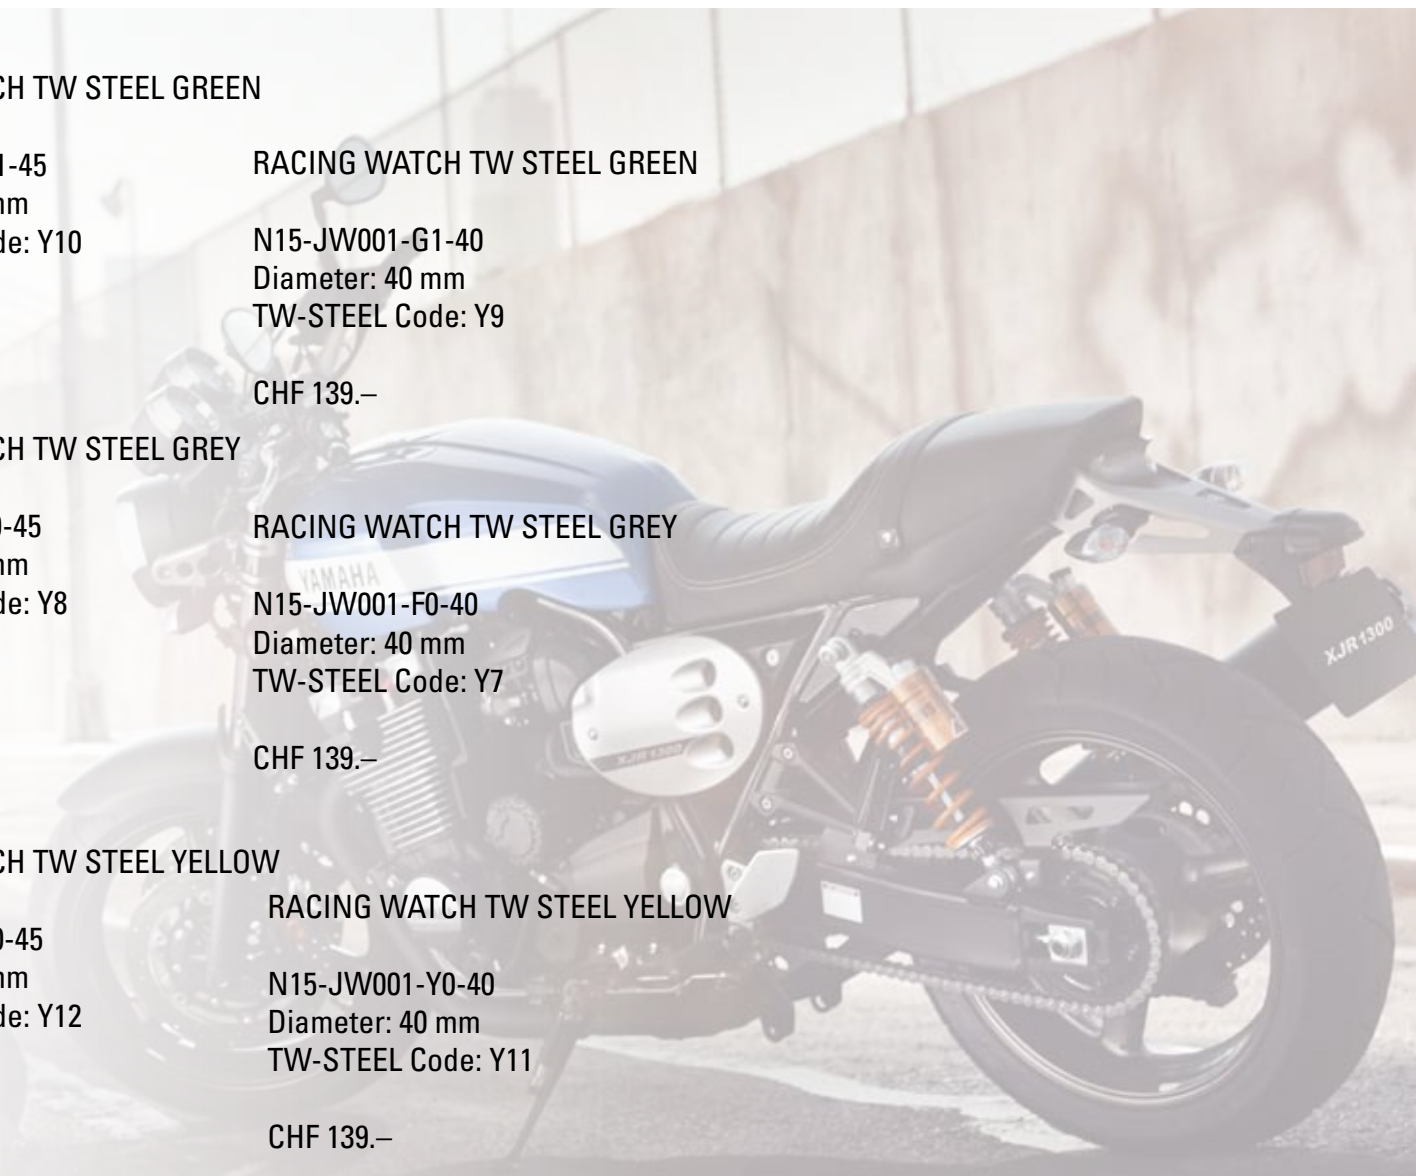 CH TW STEEL GREEN
1-45
mm
de: Y10
RACING WATCH TW STEEL GREEN
N15-JW001-G1-40
Diameter: 40 mm
TW-STEEL Code: Y9
CHF 139.–
CH TW STEEL GREY
0-45
mm
de: Y8
RACING WATCH TW STEEL GREY
N15-JW001-F0-40
Diameter: 40 mm
TW-STEEL Code: Y7
CHF 139.–
CH TW STEEL YELLOW
0-45
mm
de: Y12
RACING WATCH TW STEEL YELLOW
N15-JW001-Y0-40
Diameter: 40 mm
TW-STEEL Code: Y11
CHF 139.–
YAMAHA
XJR1300
XJR1300